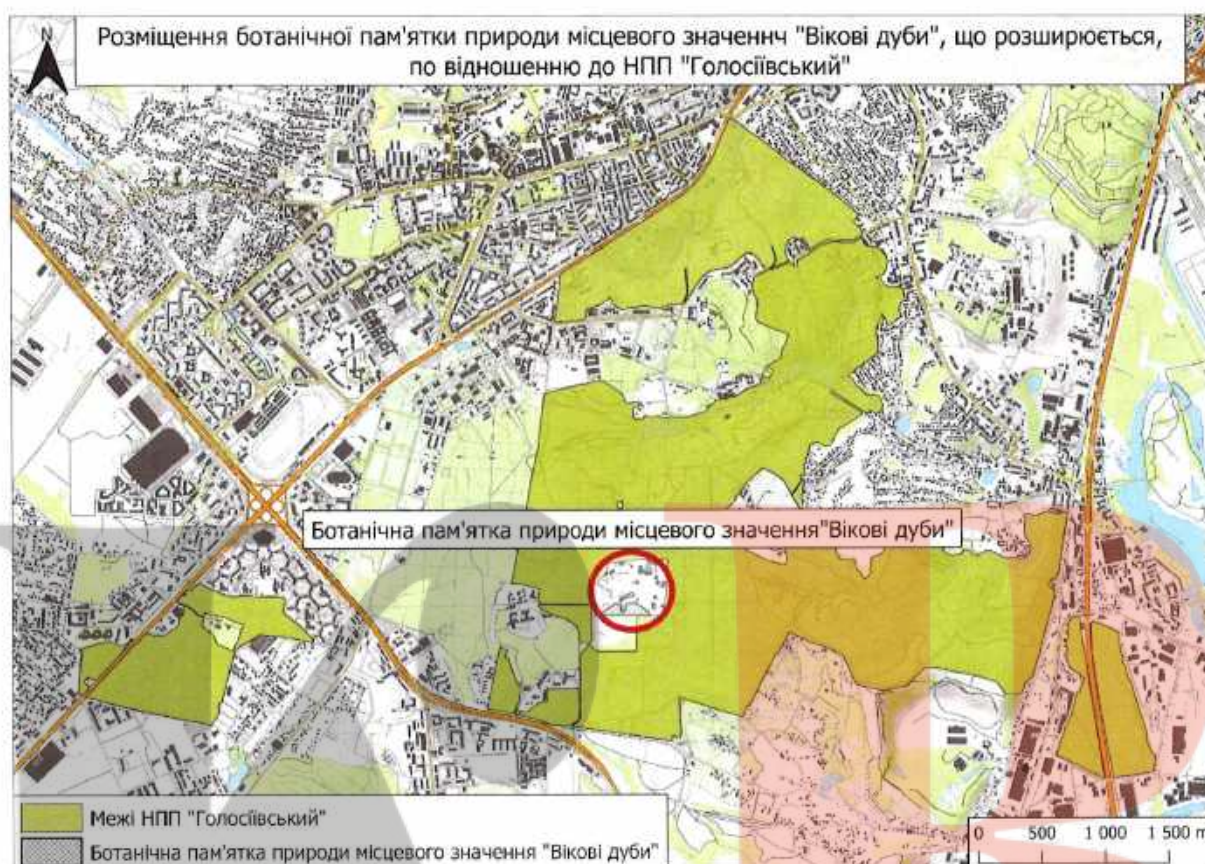 N
Розміщення ботанічної пам'ятки природи місцевого значеннч "Вікові дуби", що розширюється,
по відношенню до НПП "Голосіївський"
Ботанічна пам'ятка природи місцевого значення"Вікові дуби"
Межі НПП "Голосіївський"
Ботанічна пам'ятка природи місцевого значення "Вікові дуби"
0 500 1 000 1 500 m